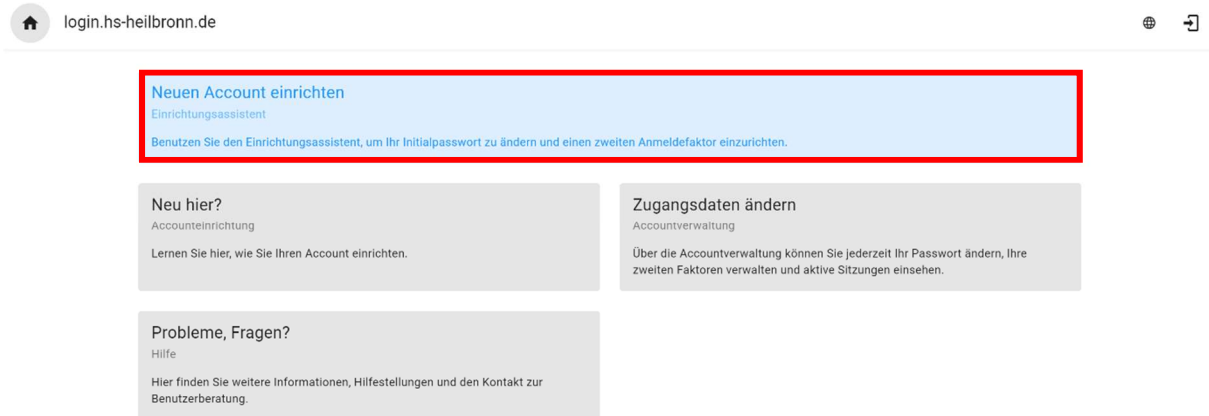 login.hs-heilbronn.de
Neuen Account einrichten
Einrichtungsassistent
Benutzen Sie den Einrichtungsassistent, um Ihr Initialpasswort zu ändern und einen zweiten Anmeldefaktor einzurichten.
Neu hier?
Accounteinrichtung
Lernen Sie hier, wie Sie Ihren Account einrichten.
Zugangsdaten ändern
Accountverwaltung
Über die Accountverwaltung können Sie jederzeit Ihr Passwort ändern, Ihre
zweiten Faktoren verwalten und aktive Sitzungen einsehen.
Probleme, Fragen?
Hilfe
Hier finden Sie weitere Informationen, Hilfestellungen und den Kontakt zur
Benutzerberatung.